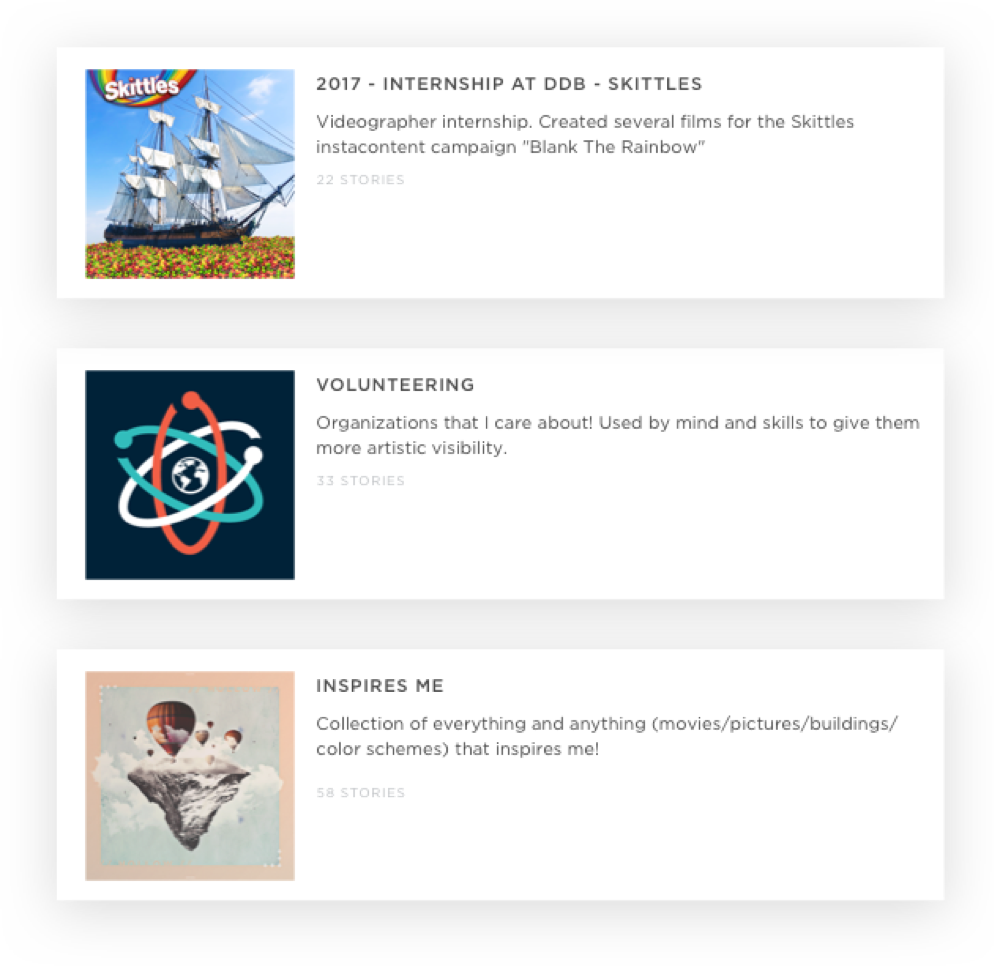 Skittles
2017 - INTERNSHIP AT DDB - SKITTLES
Videographer internship. Created several films for the Skittles
instacontent campaign "Blank The Rainbow"
22 STORIES
VOLUNTEERING
Organizations that I care about! Used by mind and skills to give them
more artistic visibility.
33 STORIES
INSPIRES ME
Collection of everything and anything (movies/pictures/buildings/
color schemes) that inspires me!
58 STORIES